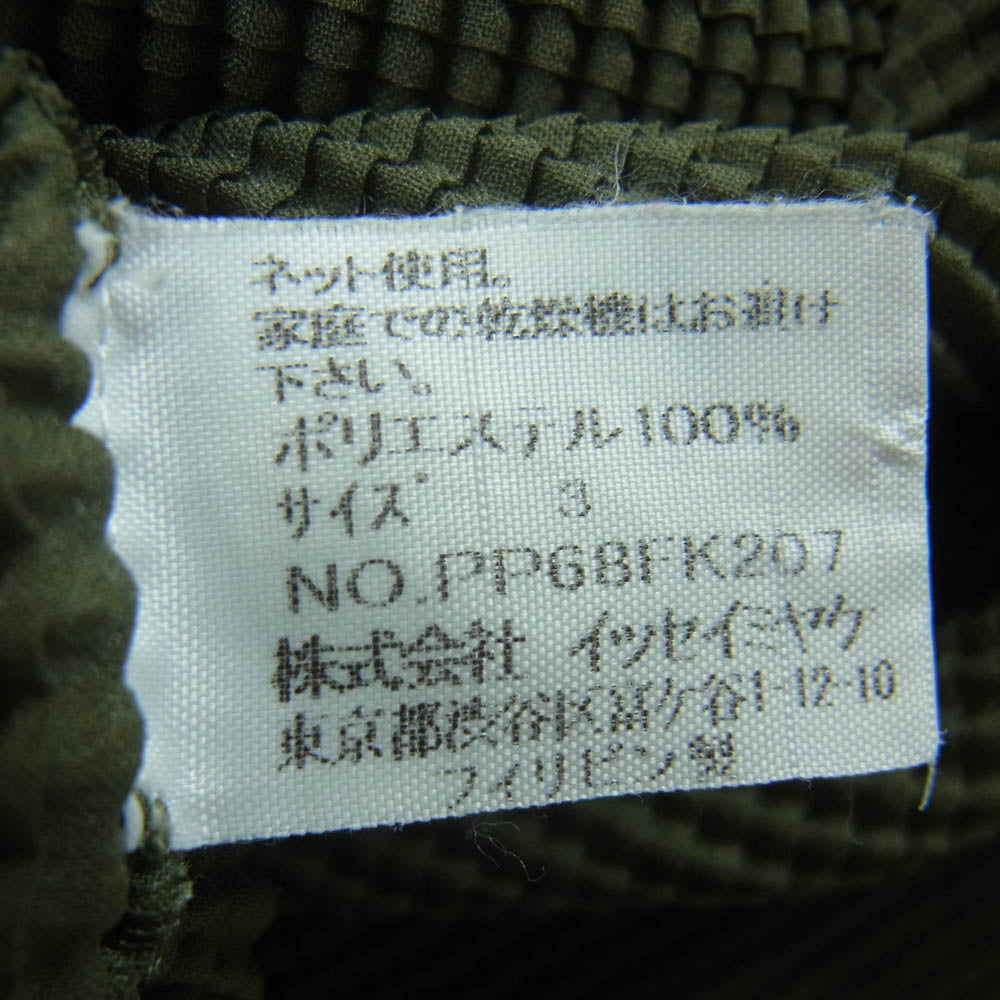 ネット使用。
家庭での乾燥機はお避け
下さい。
ポリエステル100%
サイズ 3
NO.PP68FK207
株式会社 イッセイミヤケ
東京都渋谷区富ケ谷1-12-10
フィリピン製